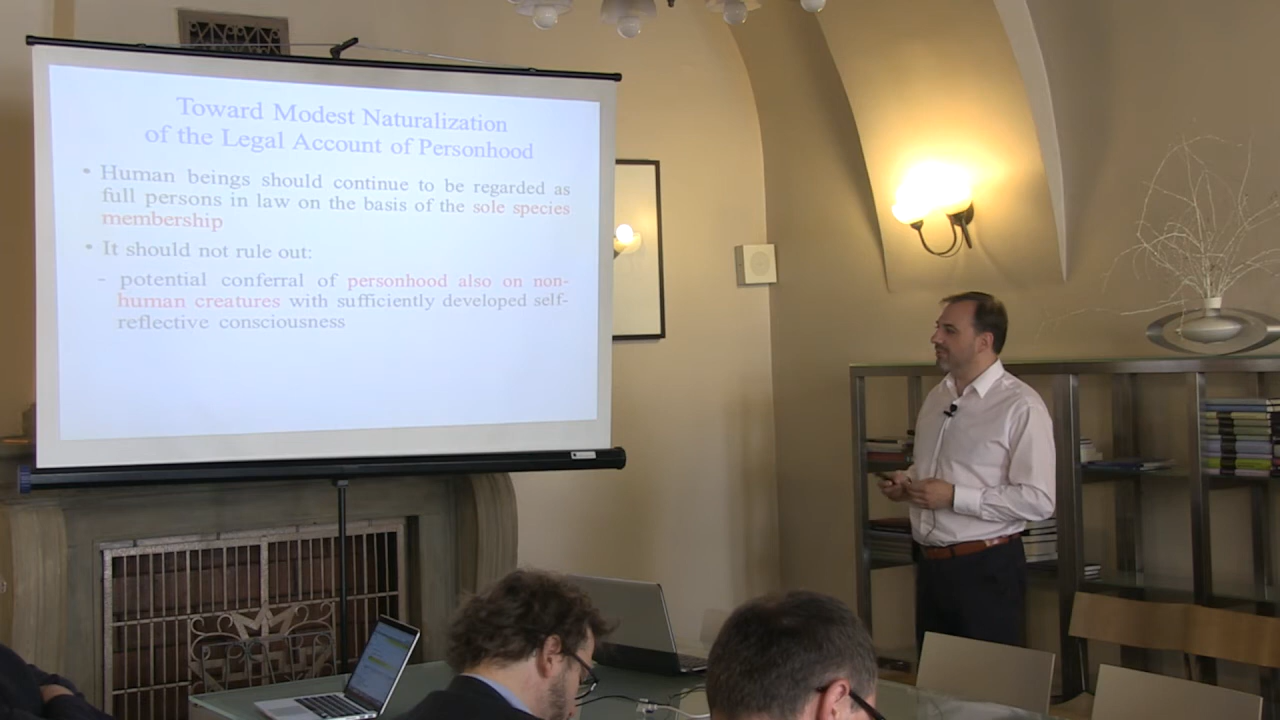 Toward Modest Naturalization
of the Legal Account of Personhood
• Human beings should continue to be regarded as
full persons in law on the basis of the sole species
membership
• It should not rule out:
- potential conferral of personhood also on non-
human creatures with sufficiently developed self-
reflective consciousness